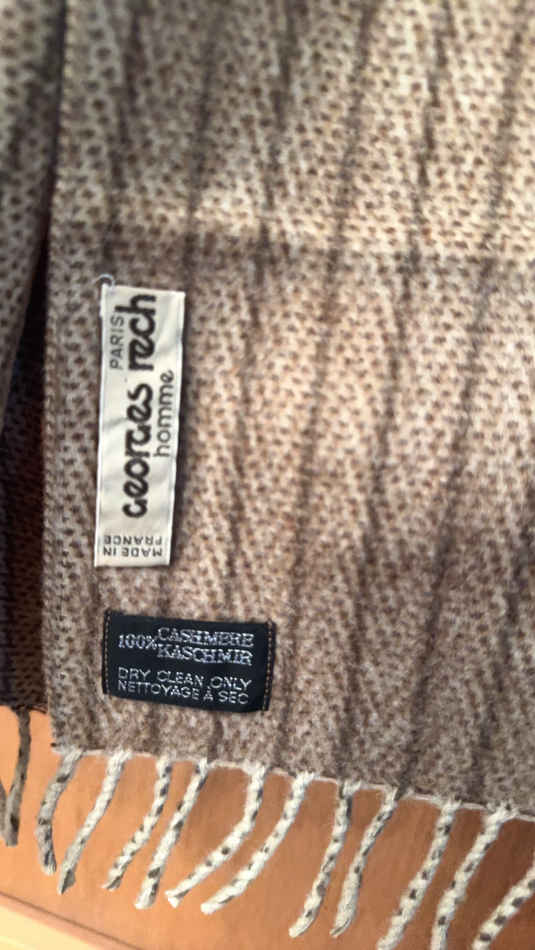 PARIS
georges rech
homme
MADE IN
FRANCE
100% CASHMERE
KASCHMIR
DRY CLEAN ONLY
NETTOYAGE À SEC